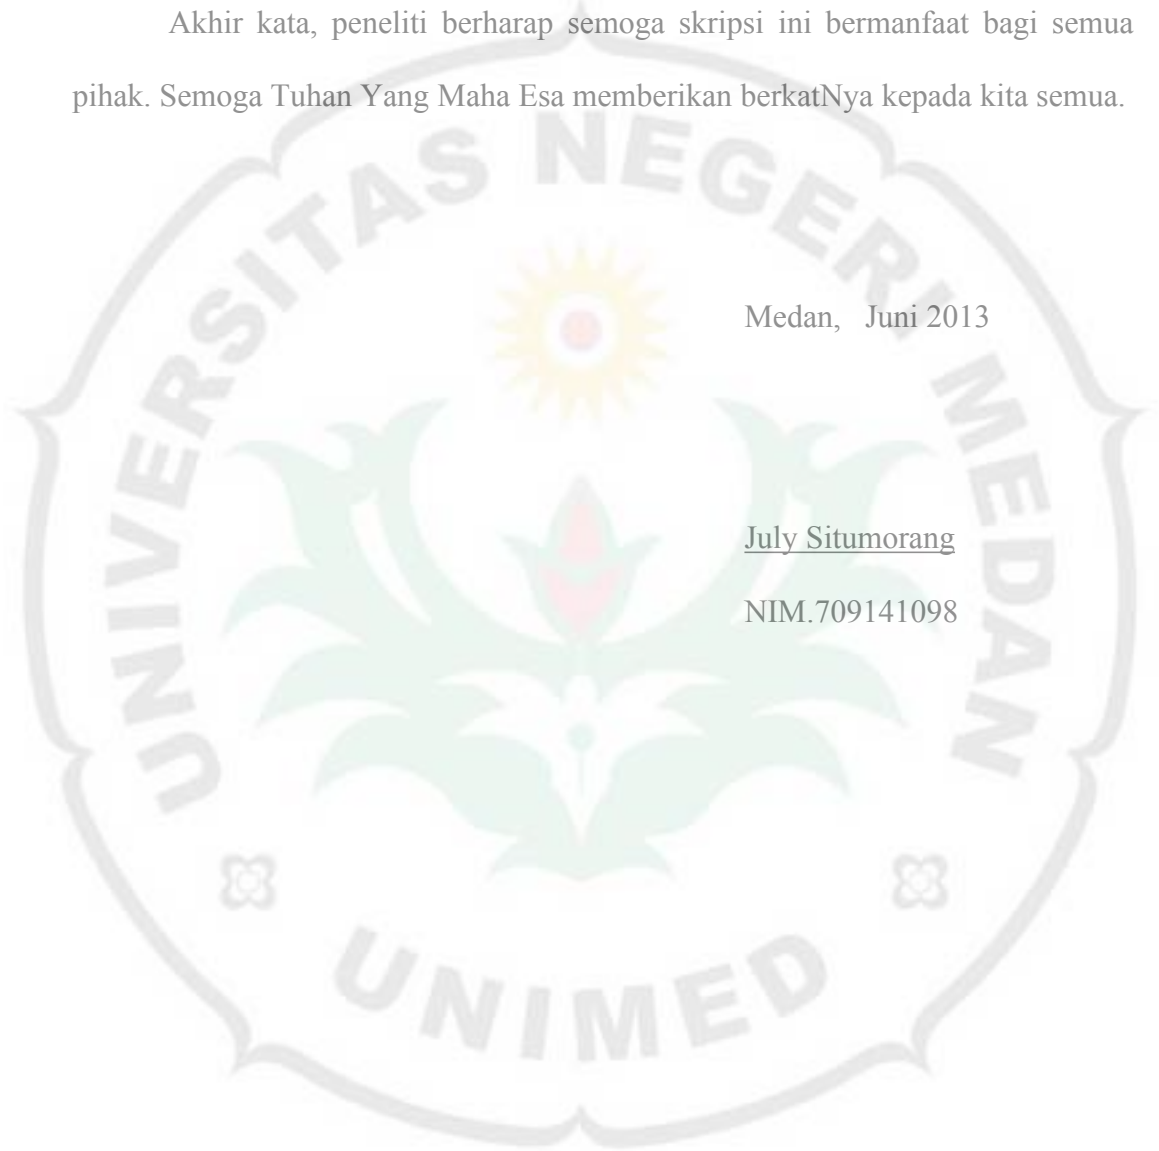 Akhir kata, peneliti berharap semoga skripsi ini bermanfaat bagi semua
pihak. Semoga Tuhan Yang Maha Esa memberikan berkatNya kepada kita semua.
UNIVERSITAS NEGERI MEDAN
Medan, Juni 2013
July Situmorang
NIM.709141098
UNIMED